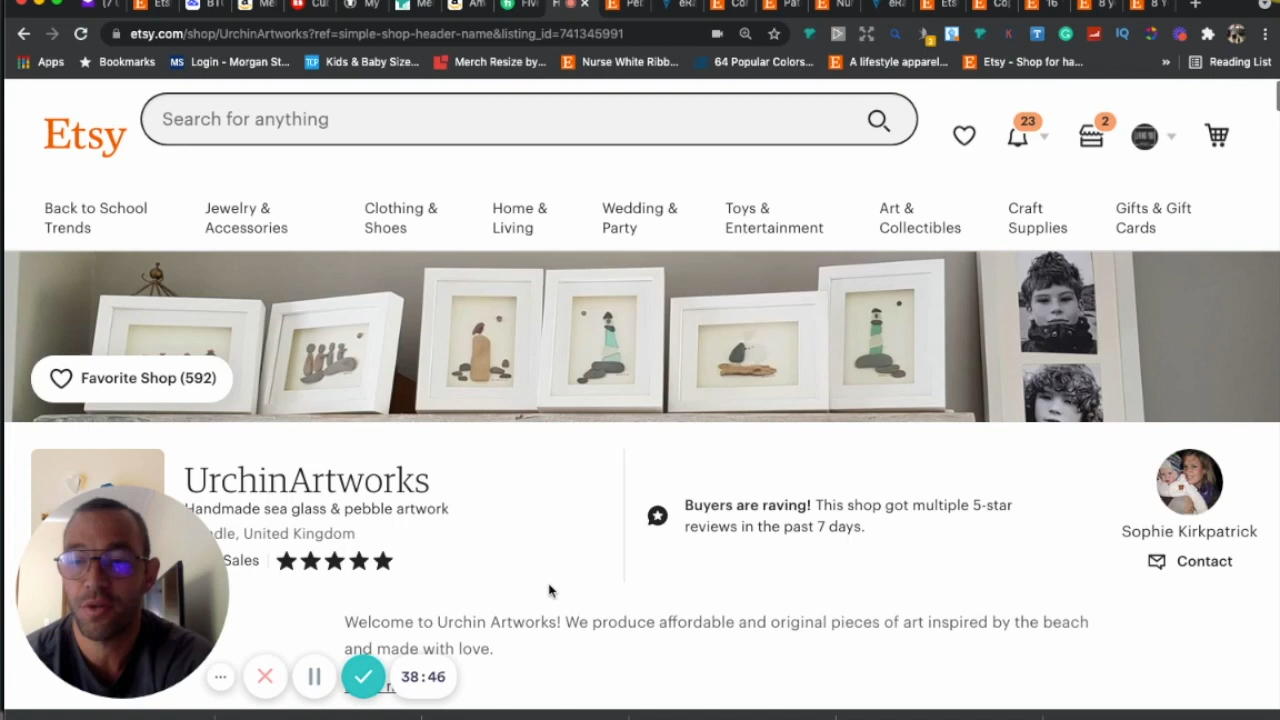 etsy.com/shop/UrchinArtworks?ref=simple-shop-header-name&listing_id=741345991
Apps
Bookmarks
MS Login - Morgan St...
TCP Kids & Baby Size...
Merch Resize by...
E Nurse White Ribb...
64 Popular Colors...
E A lifestyle apparel...
E Etsy - Shop for ha...
»
Reading List
Etsy
Search for anything
23
2
Back to School
Trends
Jewelry &
Accessories
Clothing &
Shoes
Home &
Living
Wedding &
Party
Toys &
Entertainment
Art &
Collectibles
Craft
Supplies
Gifts & Gift
Cards
Favorite Shop (592)
UrchinArtworks
Handmade sea glass & pebble artwork
United Kingdom
Sales
Buyers are raving! This shop got multiple 5-star
reviews in the past 7 days.
Sophie Kirkpatrick
Contact
Welcome to Urchin Artworks! We produce affordable and original pieces of art inspired by the beach
and made with love.
38:46